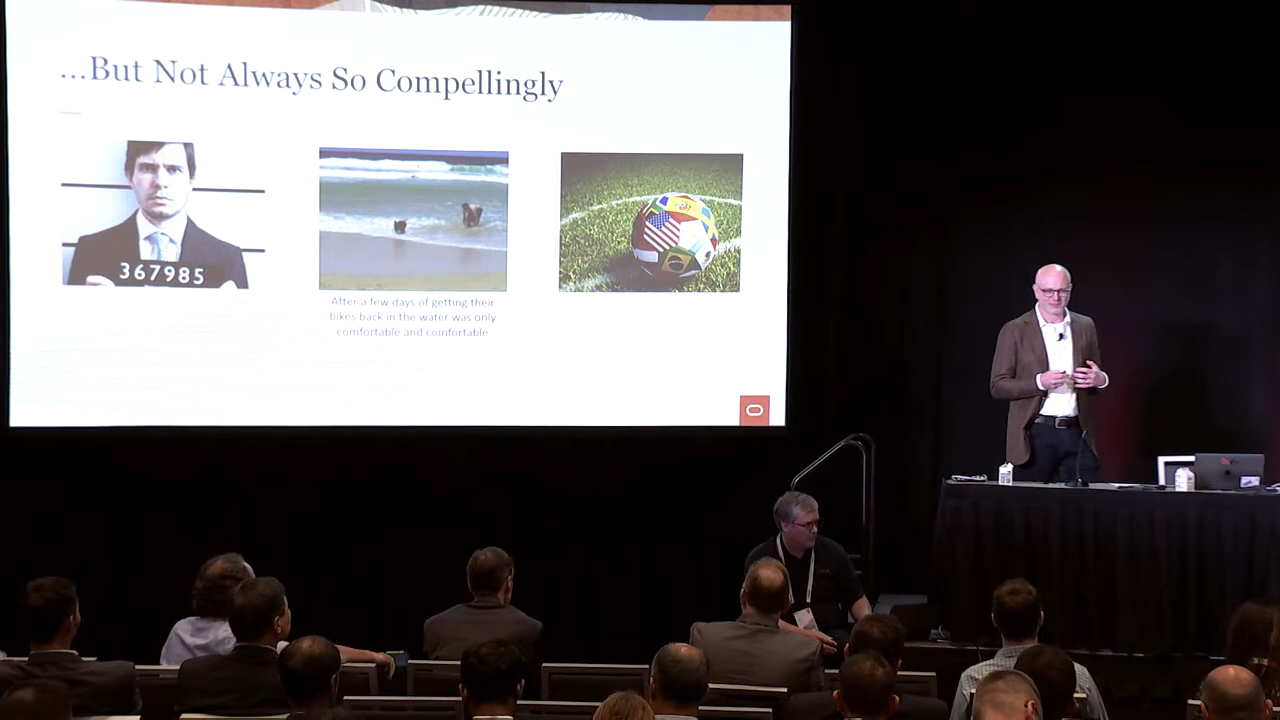 ...But Not Always So Compellingly
367985
After a few days of getting their
bikes back in the water was only
comfortable and comfortable